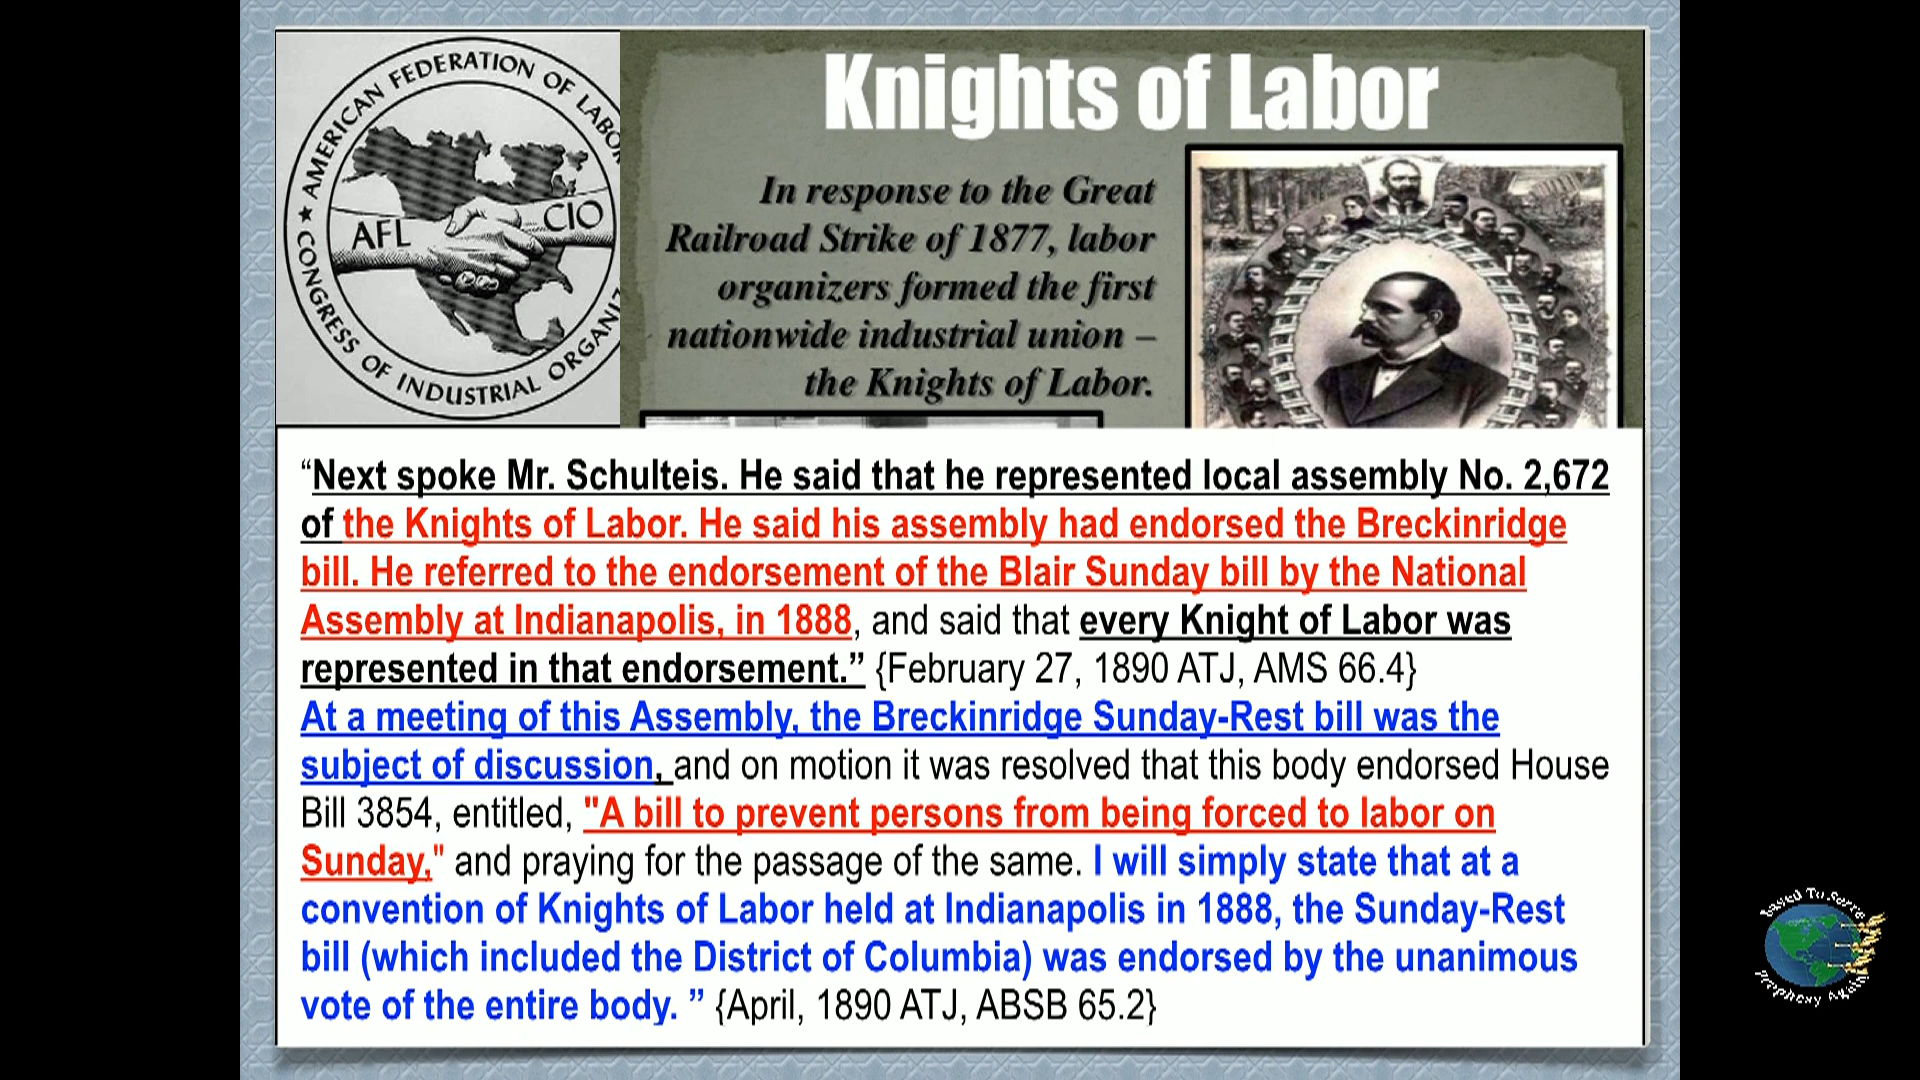 ★ AMERICAN FEDERATION OF LABOR
CONGRESS OF INDUSTRIAL
AFL
CIO
Knights of Labor
In response to the Great
Railroad Strike of 1877, labor
organizers formed the first
nationwide industrial union –
the Knights of Labor.
“Next spoke Mr. Schulteis. He said that he represented local assembly No. 2,672
of the Knights of Labor. He said his assembly had endorsed the Breckinridge
bill. He referred to the endorsement of the Blair Sunday bill by the National
Assembly at Indianapolis, in 1888, and said that every Knight of Labor was
represented in that endorsement.” {February 27, 1890 ATJ, AMS 66.4}
At a meeting of this Assembly, the Breckinridge Sunday-Rest bill was the
subject of discussion, and on motion it was resolved that this body endorsed House
Bill 3854, entitled, "A bill to prevent persons from being forced to labor on
Sunday," and praying for the passage of the same. I will simply state that at a
convention of Knights of Labor held at Indianapolis in 1888, the Sunday-Rest
bill (which included the District of Columbia) was endorsed by the unanimous
vote of the entire body. ” {April, 1890 ATJ, ABSB 65.2}
Prophesy Again